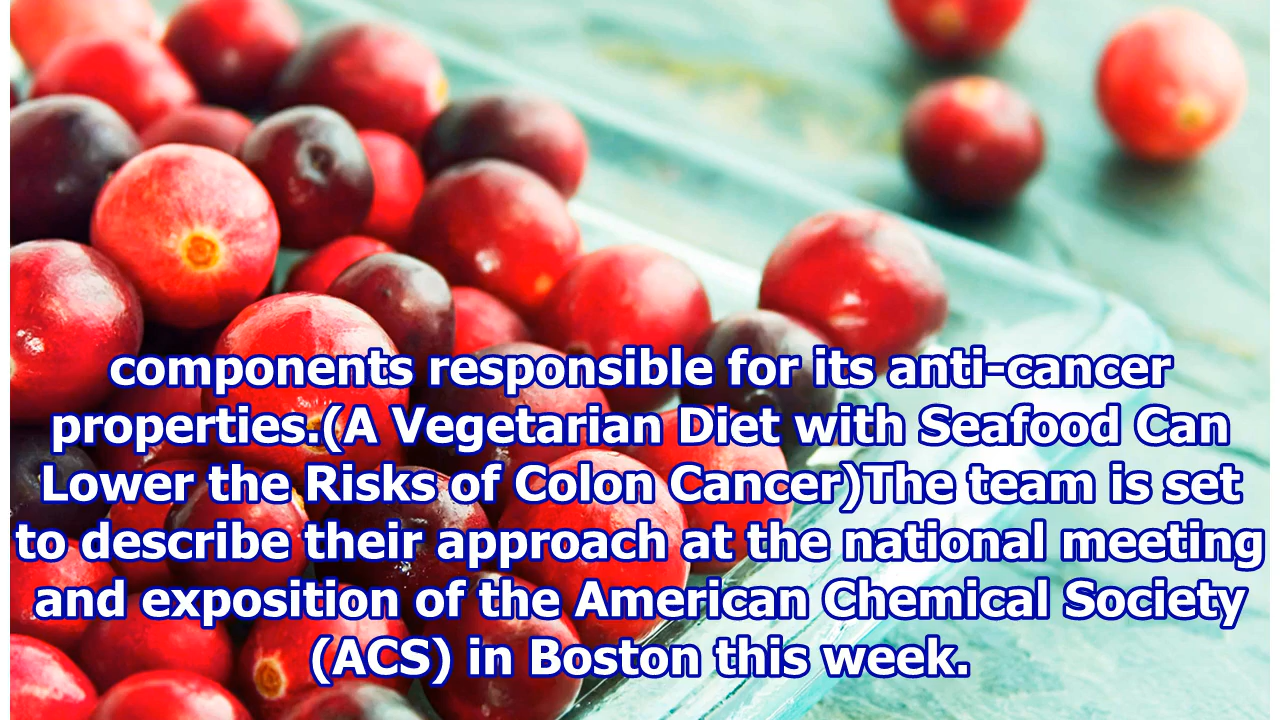 components responsible for its anti-cancer
properties.(A Vegetarian Diet with Seafood Can
Lower the Risks of Colon Cancer)The team is set
to describe their approach at the national meeting
and exposition of the American Chemical Society
(ACS) in Boston this week.